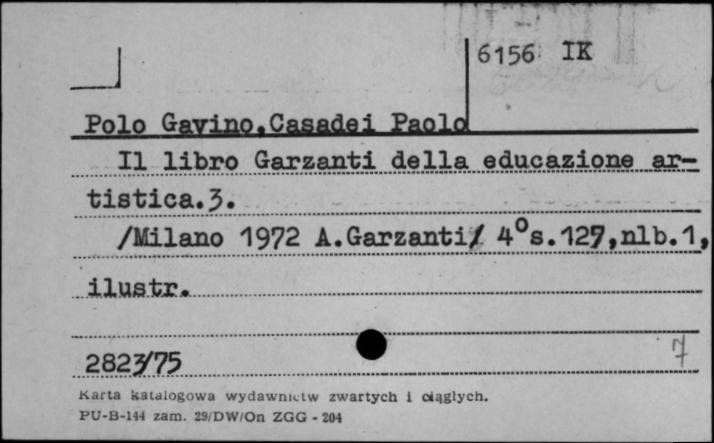 6156 IK
Polo Gavino,Casadei Paolo
Il libro Garzanti della educazione ar-
tistica.3.
/Milano 1972 A.Garzanti/ 4°s.127,nlb.1,
ilustr.
2823/75
7
Karta katalogowa wydawnictw zwartych i ciągłych.
PU-B-144 zam. 29/DW/On ZGG - 204